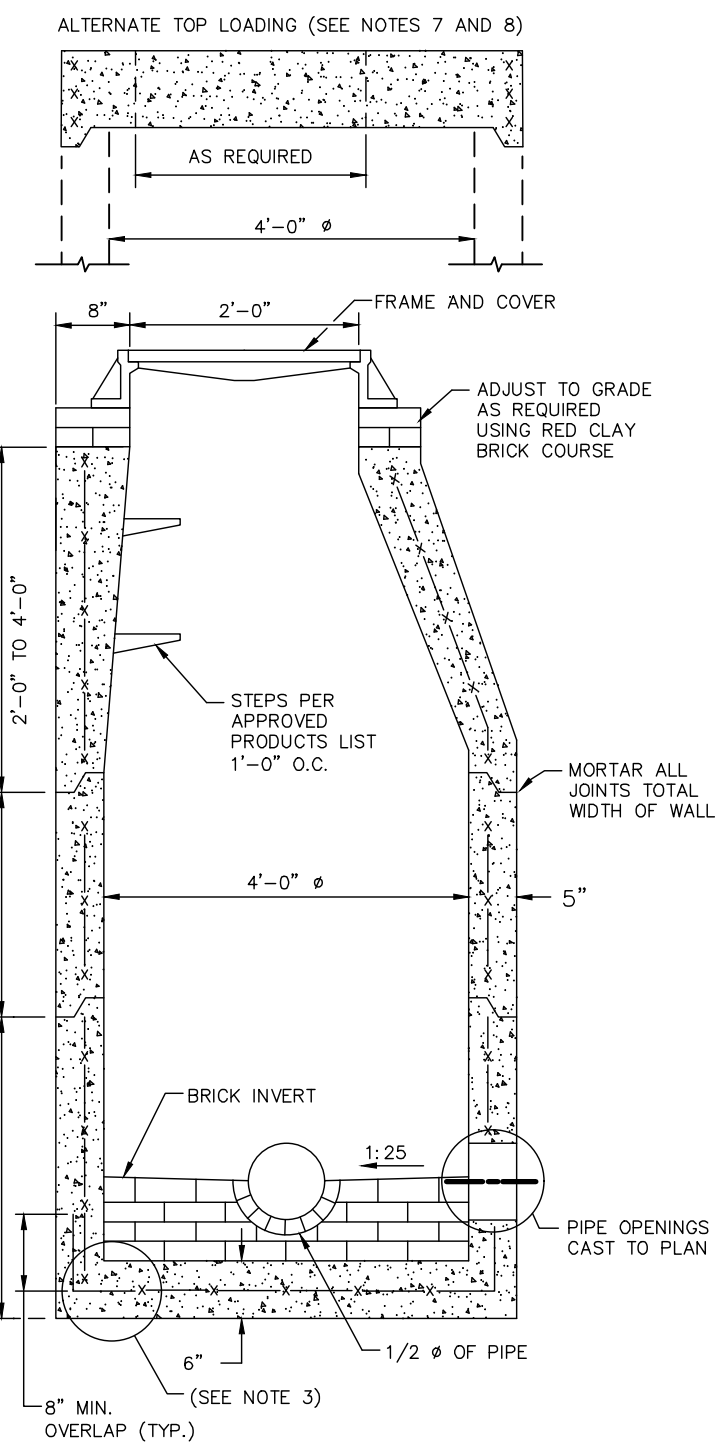 ALTERNATE TOP LOADING (SEE NOTES 7 AND 8)
AS REQUIRED
4'-0" ø
8"
2'-0"
FRAME AND COVER
ADJUST TO GRADE
AS REQUIRED
USING RED CLAY
BRICK COURSE
2'-0" TO 4'-0"
STEPS PER
APPROVED
PRODUCTS LIST
1'-0" O.C.
MORTAR ALL
JOINTS TOTAL
WIDTH OF WALL
4'-0" ø
5"
BRICK INVERT
1:25
PIPE OPENINGS
CAST TO PLAN
6"
1/2 ø OF PIPE
(SEE NOTE 3)
8" MIN.
OVERLAP (TYP.)